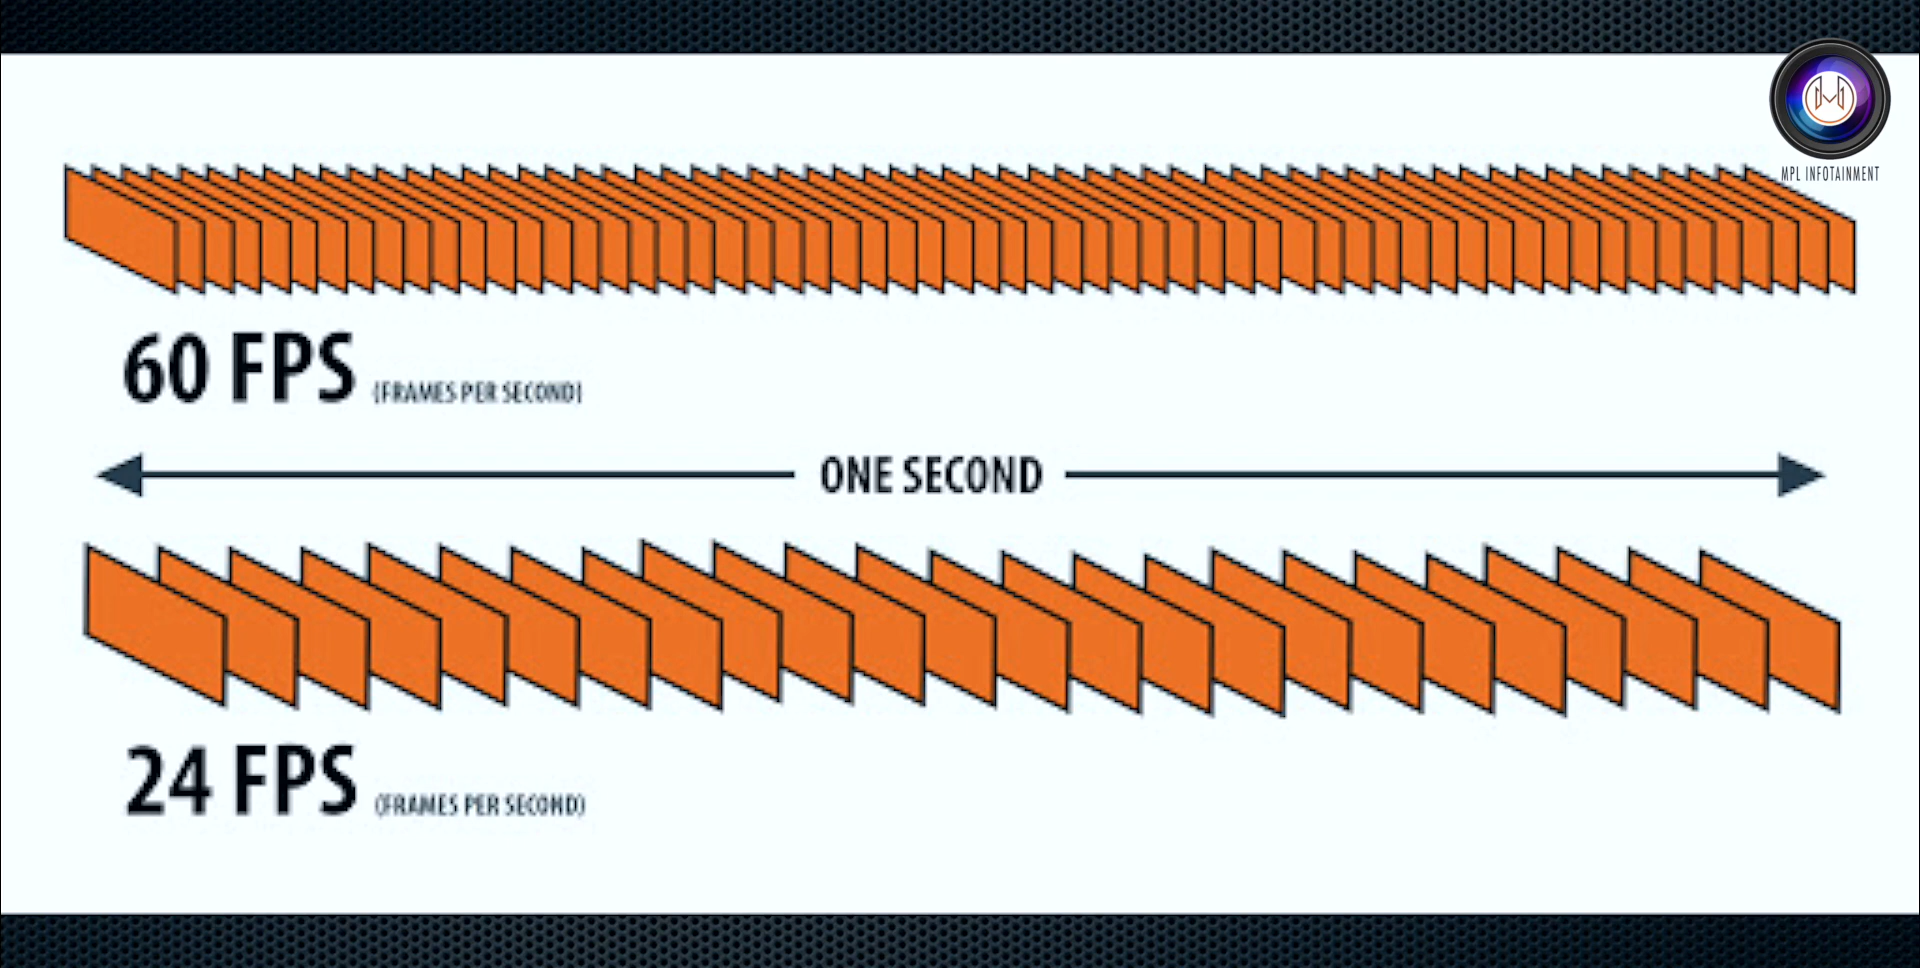 MPL INFOTAINMENT
60 FPS (FRAMES PER SECOND)
ONE SECOND
24 FPS (FRAMES PER SECOND)